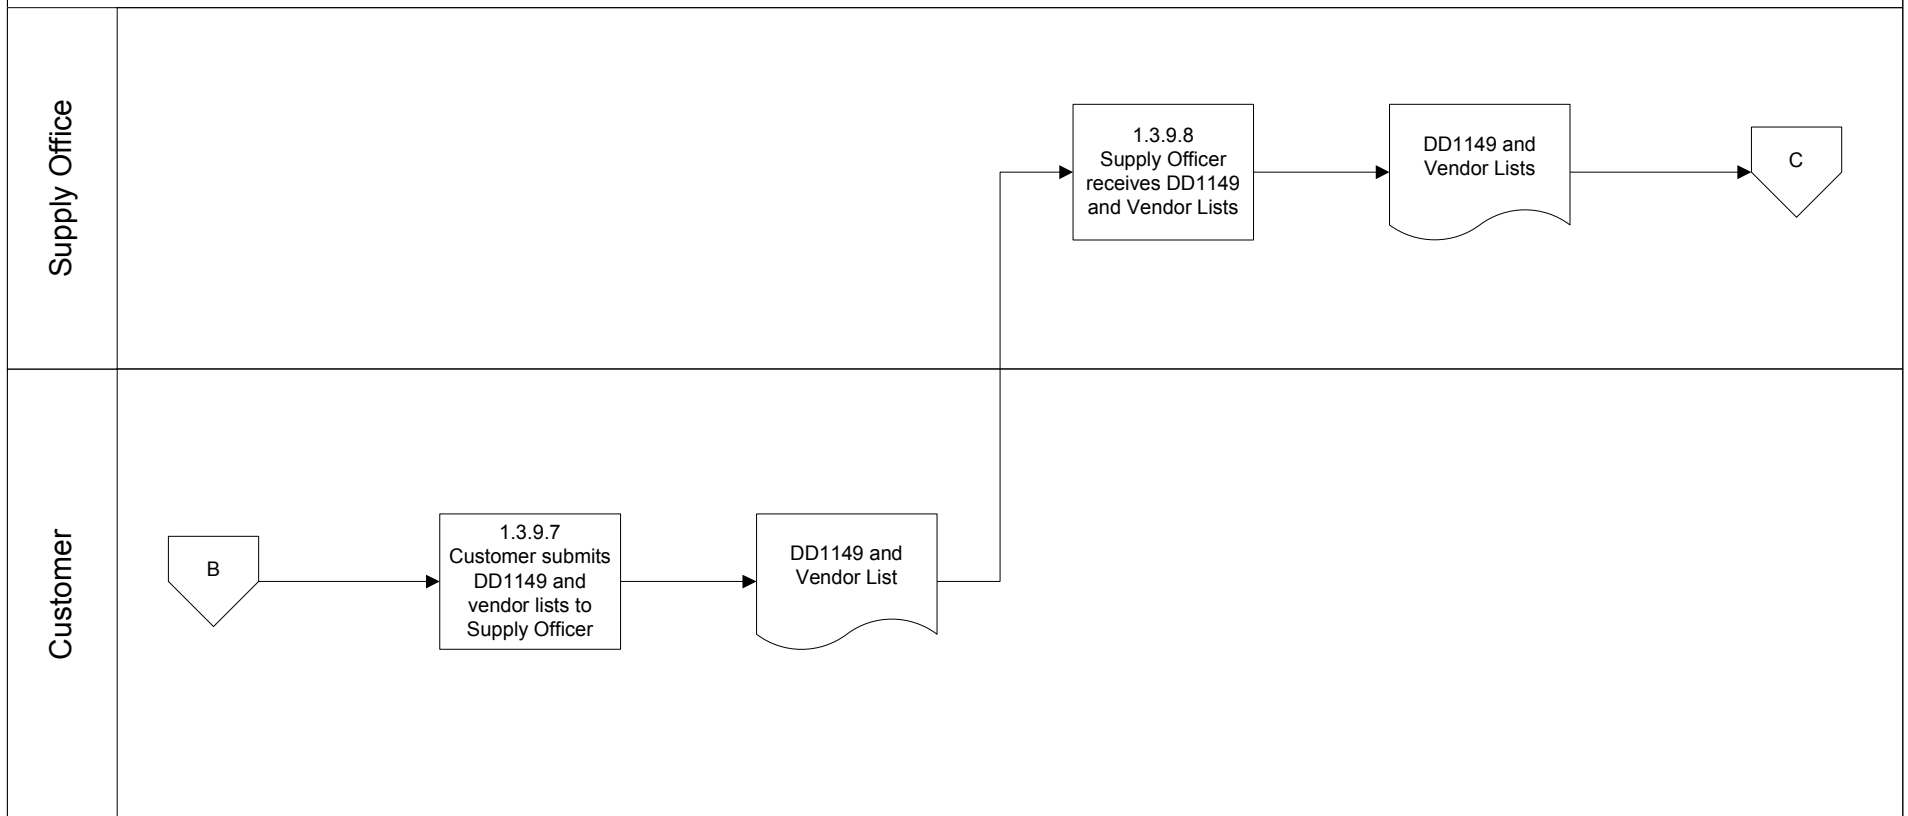 Supply Office
1.3.9.8
Supply Officer
receives DD1149
and Vendor Lists
DD1149 and
Vendor Lists
C
Customer
B
1.3.9.7
Customer submits
DD1149 and
vendor lists to
Supply Officer
DD1149 and
Vendor List